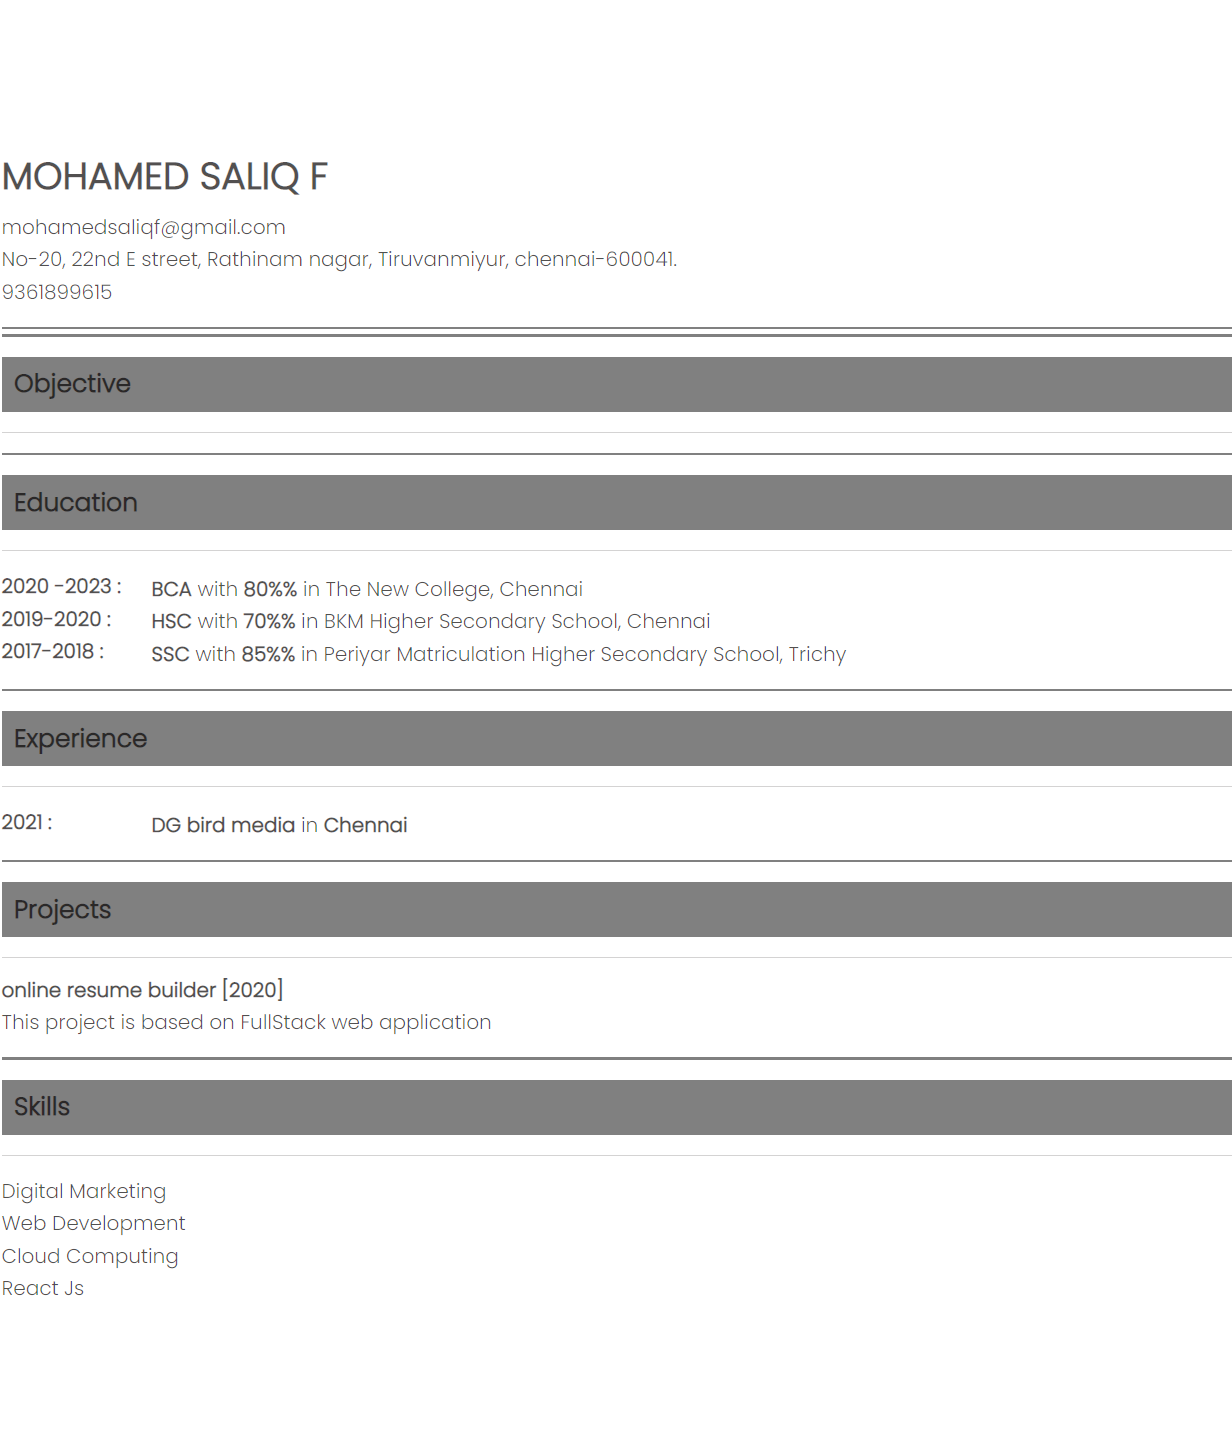 MOHAMED SALIQ F
mohamedsaliqf@gmail.com
No-20, 22nd E street, Rathinam nagar, Tiruvanmiyur, chennai-600041.
9361899615
Objective
Education
2020 -2023 : BCA with 80%% in The New College, Chennai
2019-2020 : HSC with 70%% in BKM Higher Secondary School, Chennai
2017-2018 : SSC with 85%% in Periyar Matriculation Higher Secondary School, Trichy
Experience
2021 : DG bird media in Chennai
Projects
online resume builder [2020]
This project is based on FullStack web application
Skills
Digital Marketing
Web Development
Cloud Computing
React Js